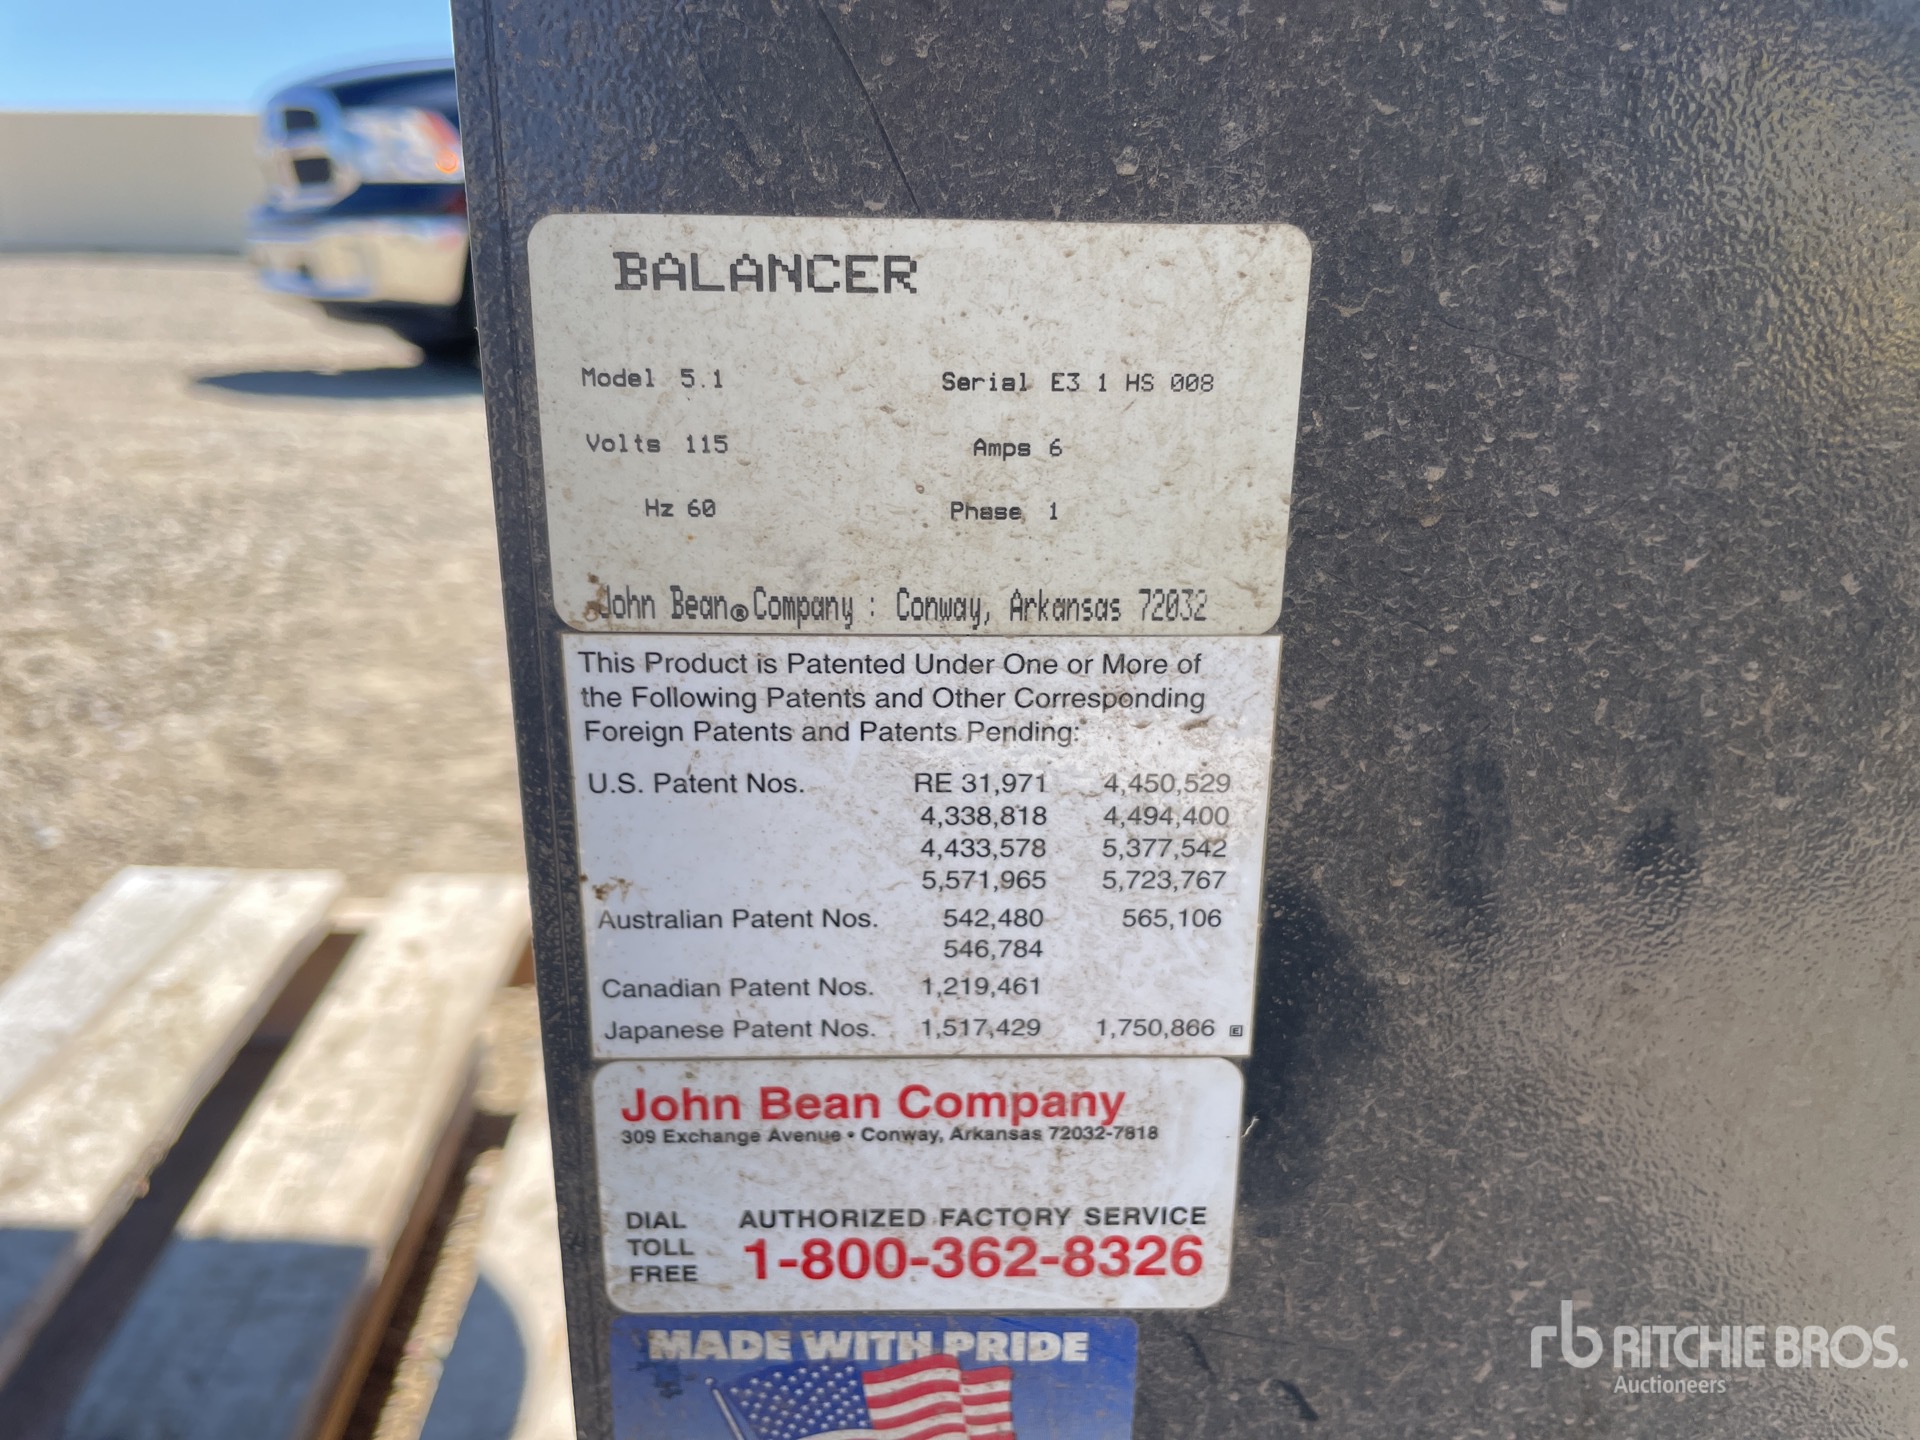 BALANCER
Model 5.1 Serial E3 1 HS 008
Volts 115 Amps 6
Hz 60 Phase 1
John Bean® Company : Conway, Arkansas 72032
This Product is Patented Under One or More of
the Following Patents and Other Corresponding
Foreign Patents and Patents Pending:
U.S. Patent Nos. RE 31,971 4,450,529
4,338,818 4,494,400
4,433,578 5,377,542
5,571,965 5,723,767
Australian Patent Nos. 542,480 565,106
546,784
Canadian Patent Nos. 1,219,461
Japanese Patent Nos. 1,517,429 1,750,866 E
John Bean Company
309 Exchange Avenue • Conway, Arkansas 72032-7818
DIAL TOLL FREE
AUTHORIZED FACTORY SERVICE
1-800-362-8326
MADE WITH PRIDE
rb RITCHIE BROS.
Auctioneers